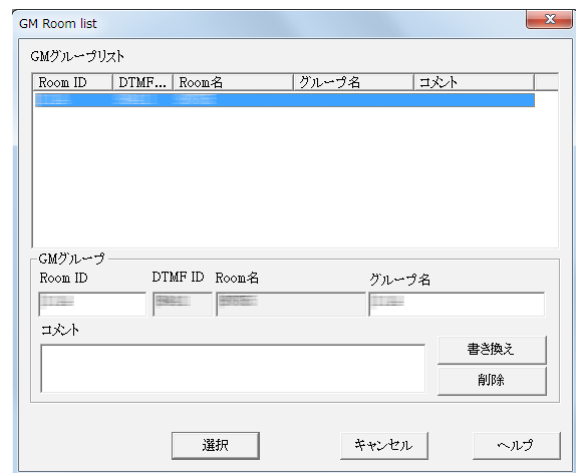 GM Room list
GMグループリスト
Room ID DTMF... Room名 グループ名 コメント
GMグループ
Room ID DTMF ID Room名 グループ名
コメント
書き換え
削除
選択 キャンセル ヘルプ